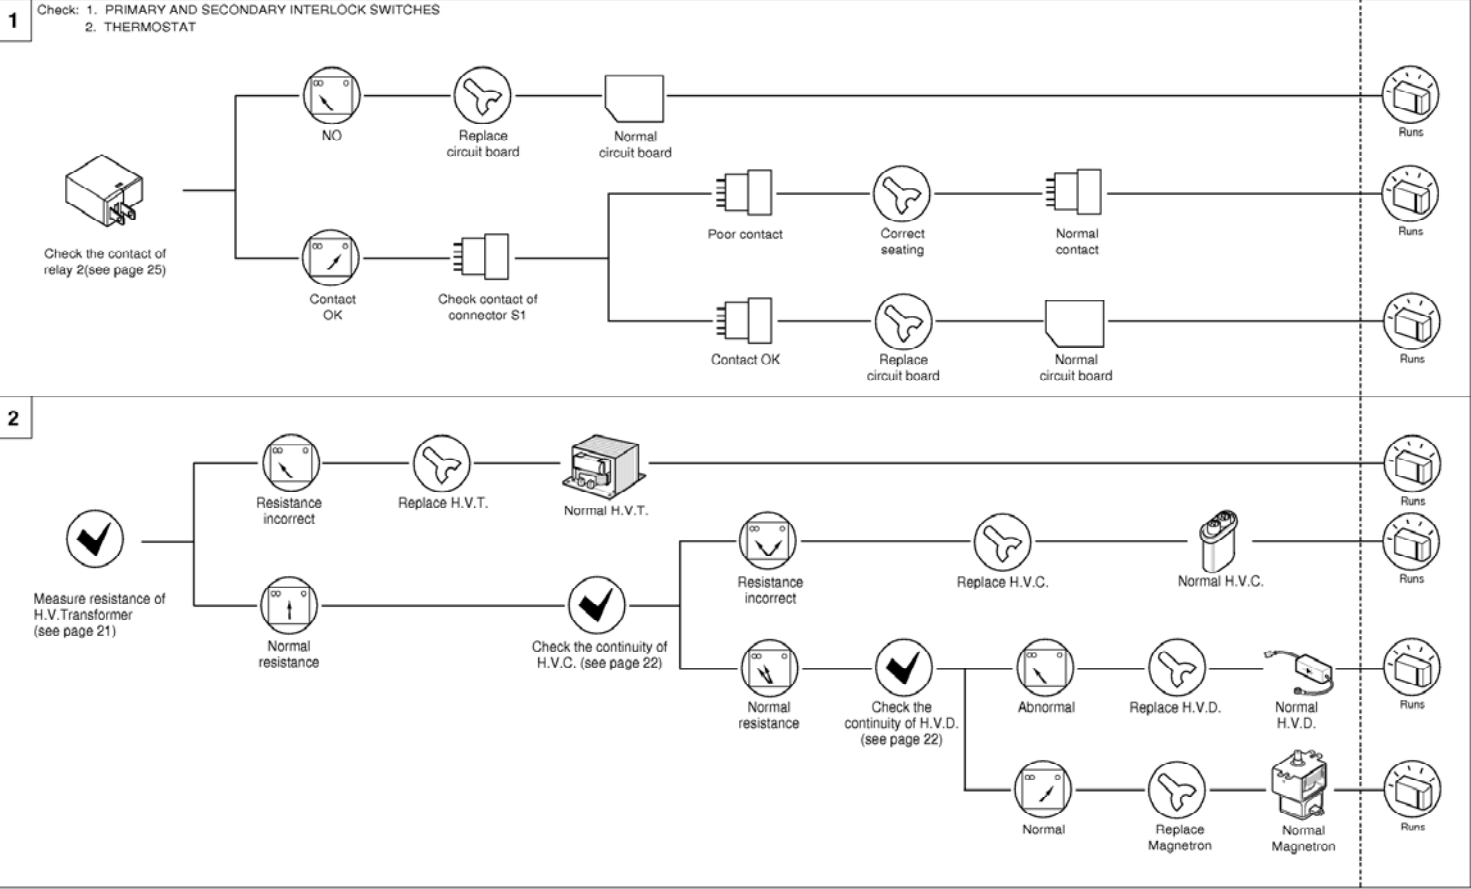 1
Check: 1. PRIMARY AND SECONDARY INTERLOCK SWITCHES
2. THERMOSTAT
NO
Replace
circuit board
Normal
circuit board
Runs
Check the contact of
relay 2(see page 25)
Contact
OK
Check contact of
connector S1
Poor contact
Correct
seating
Normal
contact
Runs
Contact OK
Replace
circuit board
Normal
circuit board
Runs
2
Measure resistance of
H.V.Transformer
(see page 21)
Resistance
incorrect
Replace H.V.T.
Normal H.V.T.
Runs
Normal
resistance
Check the continuity of
H.V.C. (see page 22)
Resistance
incorrect
Replace H.V.C.
Normal H.V.C.
Runs
Normal
resistance
Check the
continuity of H.V.D.
(see page 22)
Abnormal
Replace H.V.D.
Normal
H.V.D.
Runs
Normal
Replace
Magnetron
Normal
Magnetron
Runs